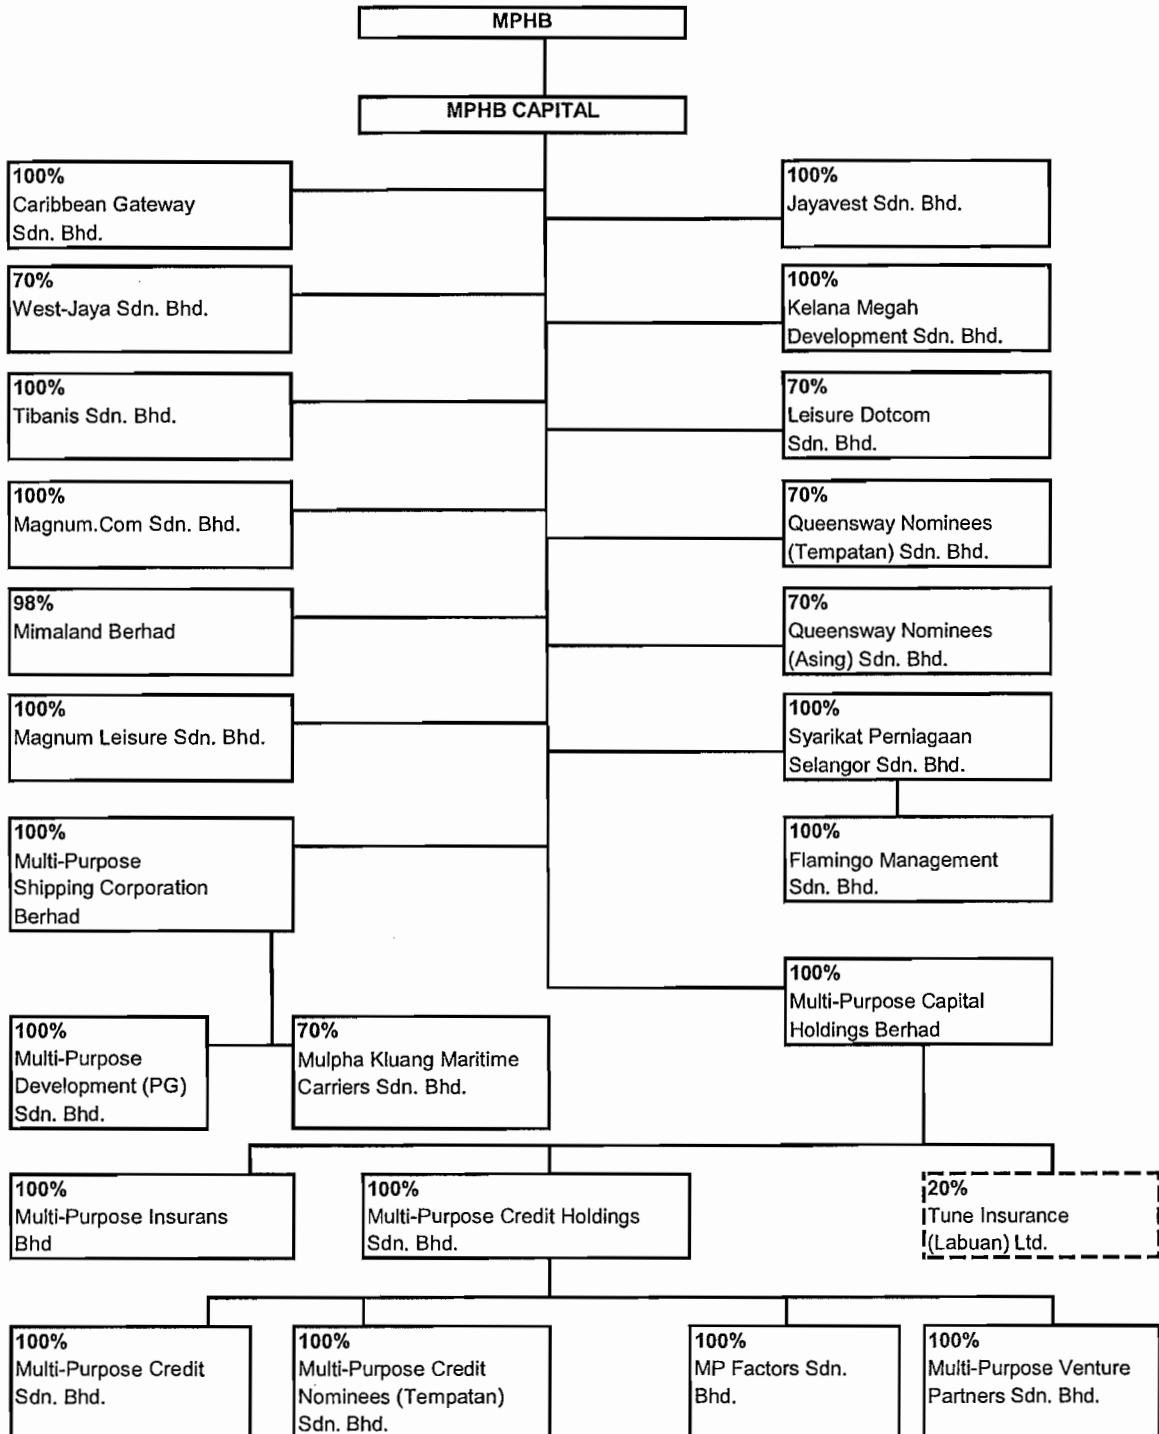 MPHB
MPHB CAPITAL
100%
Caribbean Gateway
Sdn. Bhd.
100%
Jayavest Sdn. Bhd.
70%
West-Jaya Sdn. Bhd.
100%
Kelana Megah
Development Sdn. Bhd.
100%
Tibanis Sdn. Bhd.
70%
Leisure Dotcom
Sdn. Bhd.
100%
Magnum.Com Sdn. Bhd.
70%
Queensway Nominees
(Tempatan) Sdn. Bhd.
98%
Mimaland Berhad
70%
Queensway Nominees
(Asing) Sdn. Bhd.
100%
Magnum Leisure Sdn. Bhd.
100%
Syarikat Perniagaan
Selangor Sdn. Bhd.
100%
Multi-Purpose
Shipping Corporation
Berhad
100%
Flamingo Management
Sdn. Bhd.
100%
Multi-Purpose Capital
Holdings Berhad
100%
Multi-Purpose
Development (PG)
Sdn. Bhd.
70%
Mulpha Kluang Maritime
Carriers Sdn. Bhd.
100%
Multi-Purpose Insurans
Bhd
100%
Multi-Purpose Credit Holdings
Sdn. Bhd.
20%
Tune Insurance
(Labuan) Ltd.
100%
Multi-Purpose Credit
Sdn. Bhd.
100%
Multi-Purpose Credit
Nominees (Tempatan)
Sdn. Bhd.
100%
MP Factors Sdn.
Bhd.
100%
Multi-Purpose Venture
Partners Sdn. Bhd.